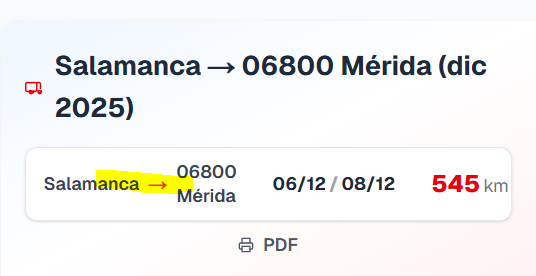 Salamanca → 06800 Mérida (dic
2025)
Salamanca → 06800
Mérida
06/12 / 08/12
545 km
PDF